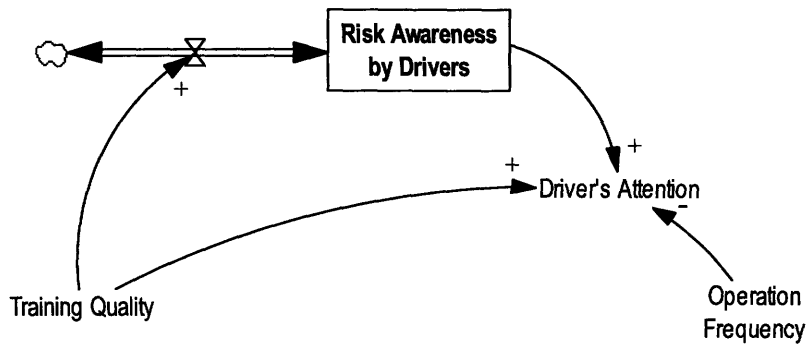 Risk Awareness
by Drivers
+
+
+
Driver's Attention
-
Training Quality
Operation
Frequency